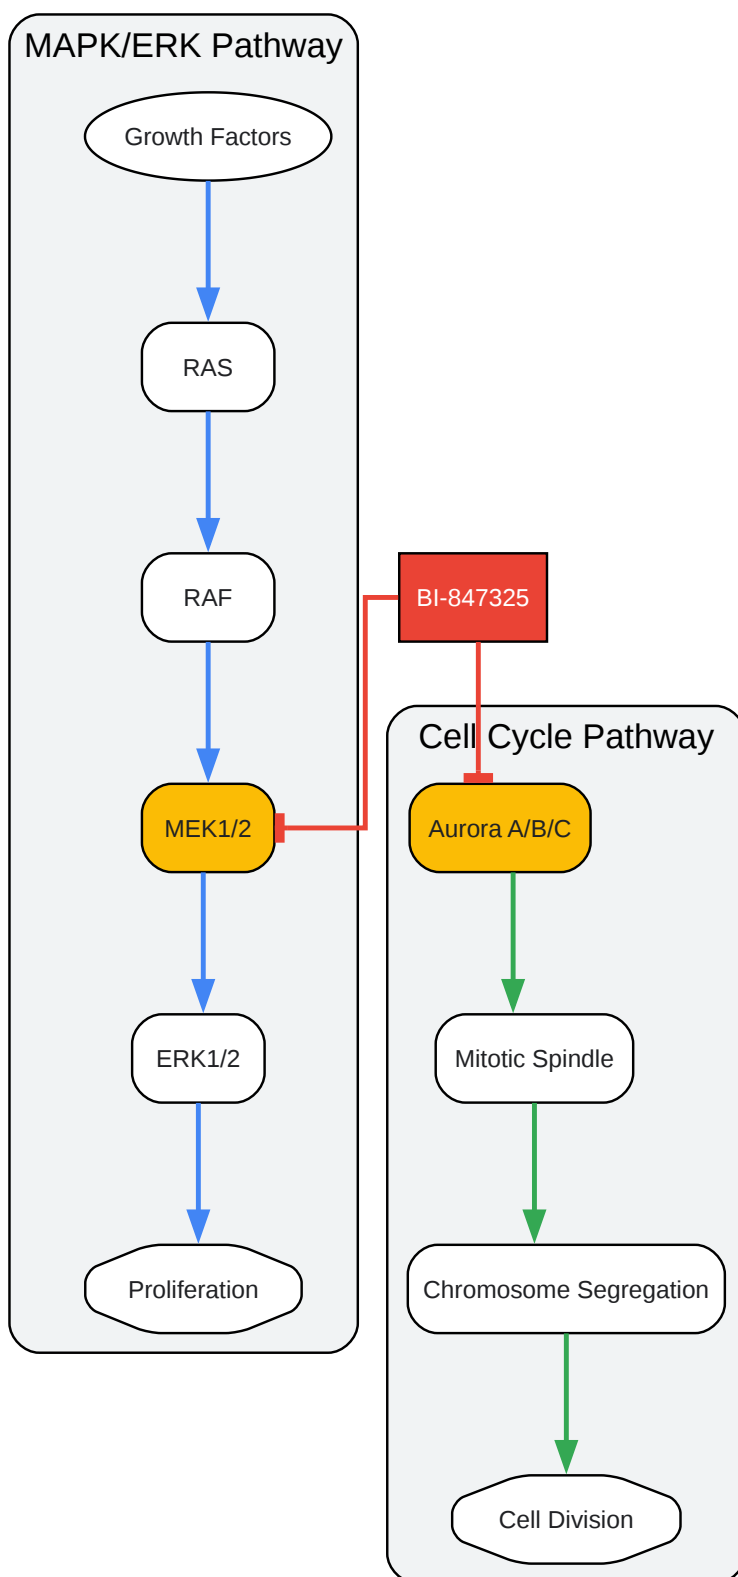 MAPK/ERK Pathway
Growth Factors
RAS
RAF
MEK1/2
ERK1/2
Proliferation
BI-847325
Cell Cycle Pathway
Aurora A/B/C
Mitotic Spindle
Chromosome Segregation
Cell Division